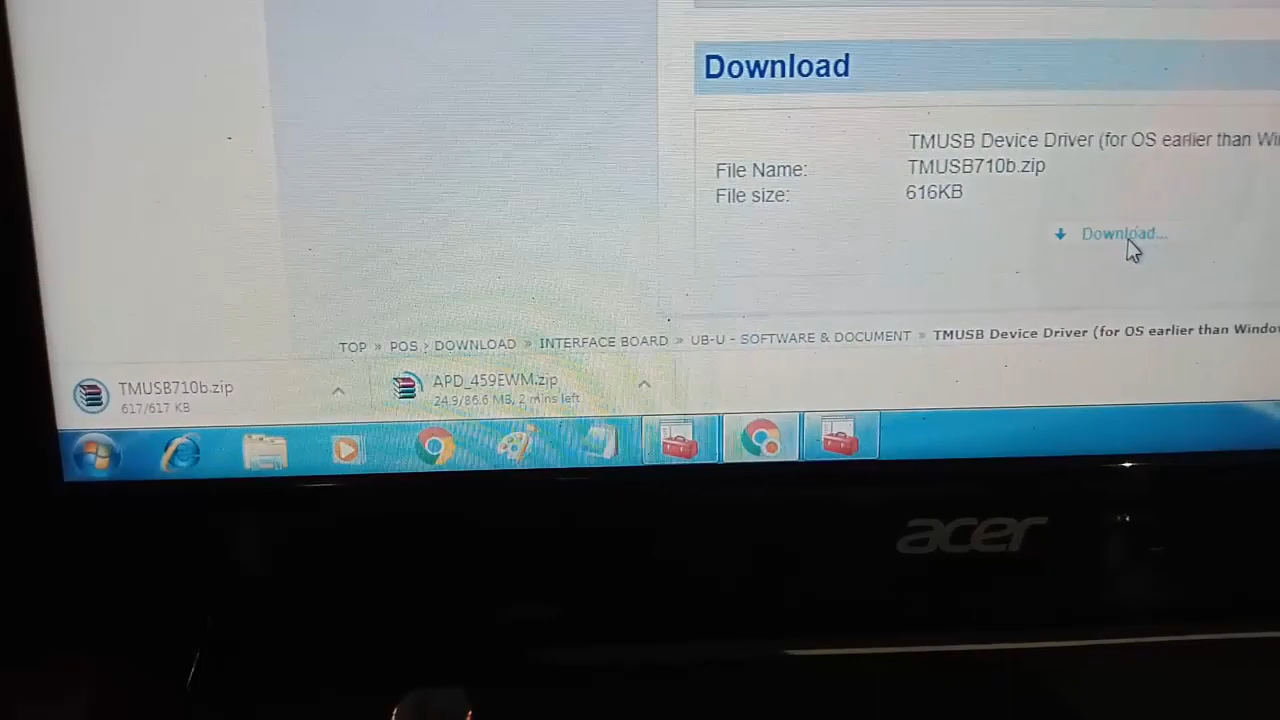 Download
TMUSB Device Driver (for OS earlier than Wi
File Name: TMUSB710b.zip
File size: 616KB
Download...
TOP » POS › DOWNLOAD » INTERFACE BOARD » UB-U - SOFTWARE & DOCUMENT » TMUSB Device Driver (for OS earlier than Windo
TMUSB710b.zip
617/617 KB
APD_459EWM.zip
24.9/86.6 MB, 2 mins left
acer